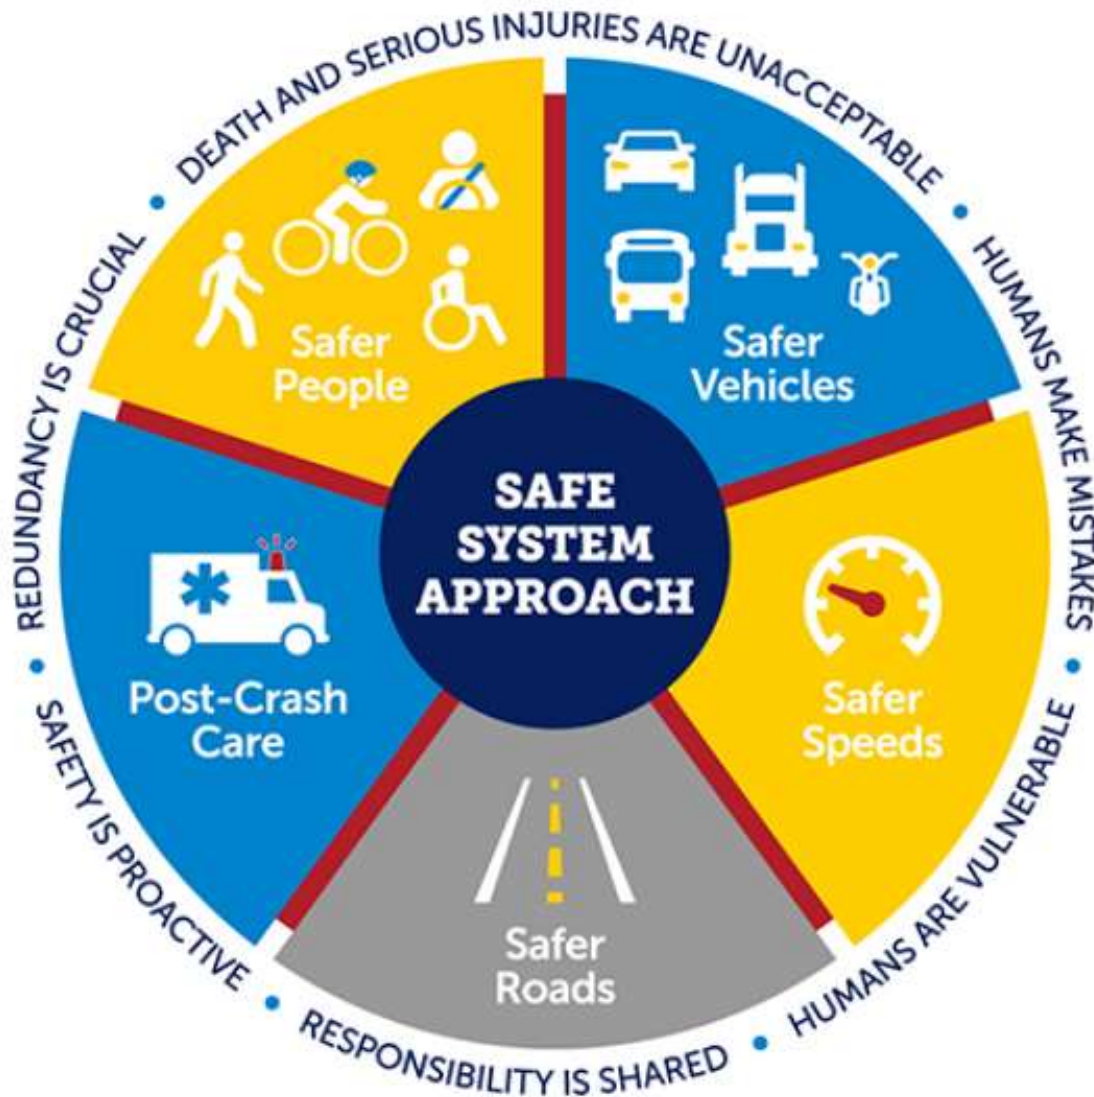 DEATH AND SERIOUS INJURIES ARE UNACCEPTABLE
HUMANS MAKE MISTAKES
HUMANS ARE VULNERABLE
RESPONSIBILITY IS SHARED
SAFETY IS PROACTIVE
REDUNDANCY IS CRUCIAL
Safer
People
Safer
Vehicles
SAFE
SYSTEM
APPROACH
Safer
Speeds
Safer
Roads
Post-Crash
Care